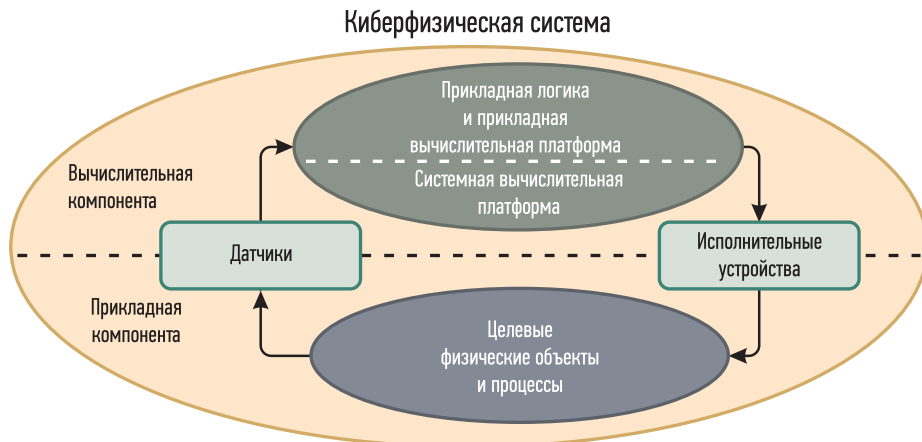 Киберфизическая система
Прикладная логика
и прикладная
вычислительная платформа
Системная вычислительная
платформа
Вычислительная
компонента
Датчики
Исполнительные
устройства
Прикладная
компонента
Целевые
физические объекты
и процессы